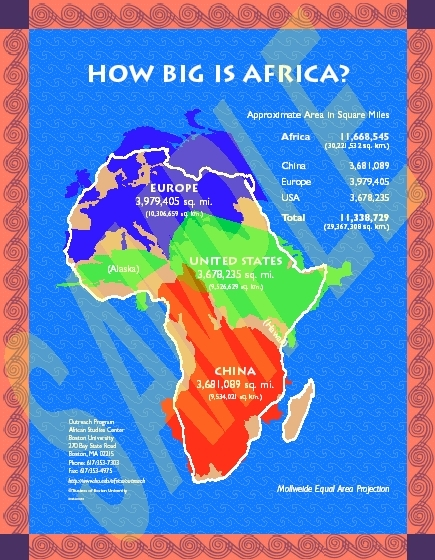 HOW BIG IS AFRICA?
Approximate Area in Square Miles
Africa 11,668,545
(30,221,532 sq. km.)
China 3,681,089
Europe 3,979,405
USA 3,678,235
Total 11,338,729
(29,367,308 sq. km.)
EUROPE
3,979,405 sq. mi.
(10,306,659 sq. km.)
UNITED STATES
3,678,235 sq. mi.
(9,526,629 sq. km.)
(Alaska)
CHINA
3,681,089 sq. mi.
(9,534,021 sq. km.)
Outreach Program
African Studies Center
Boston University
270 Bay State Road
Boston, MA 02215
Phone: 617/353-7303
Fax: 617/353-4975
©Trustees of Boston University
Mollweide Equal Area Projection
SAMPLE